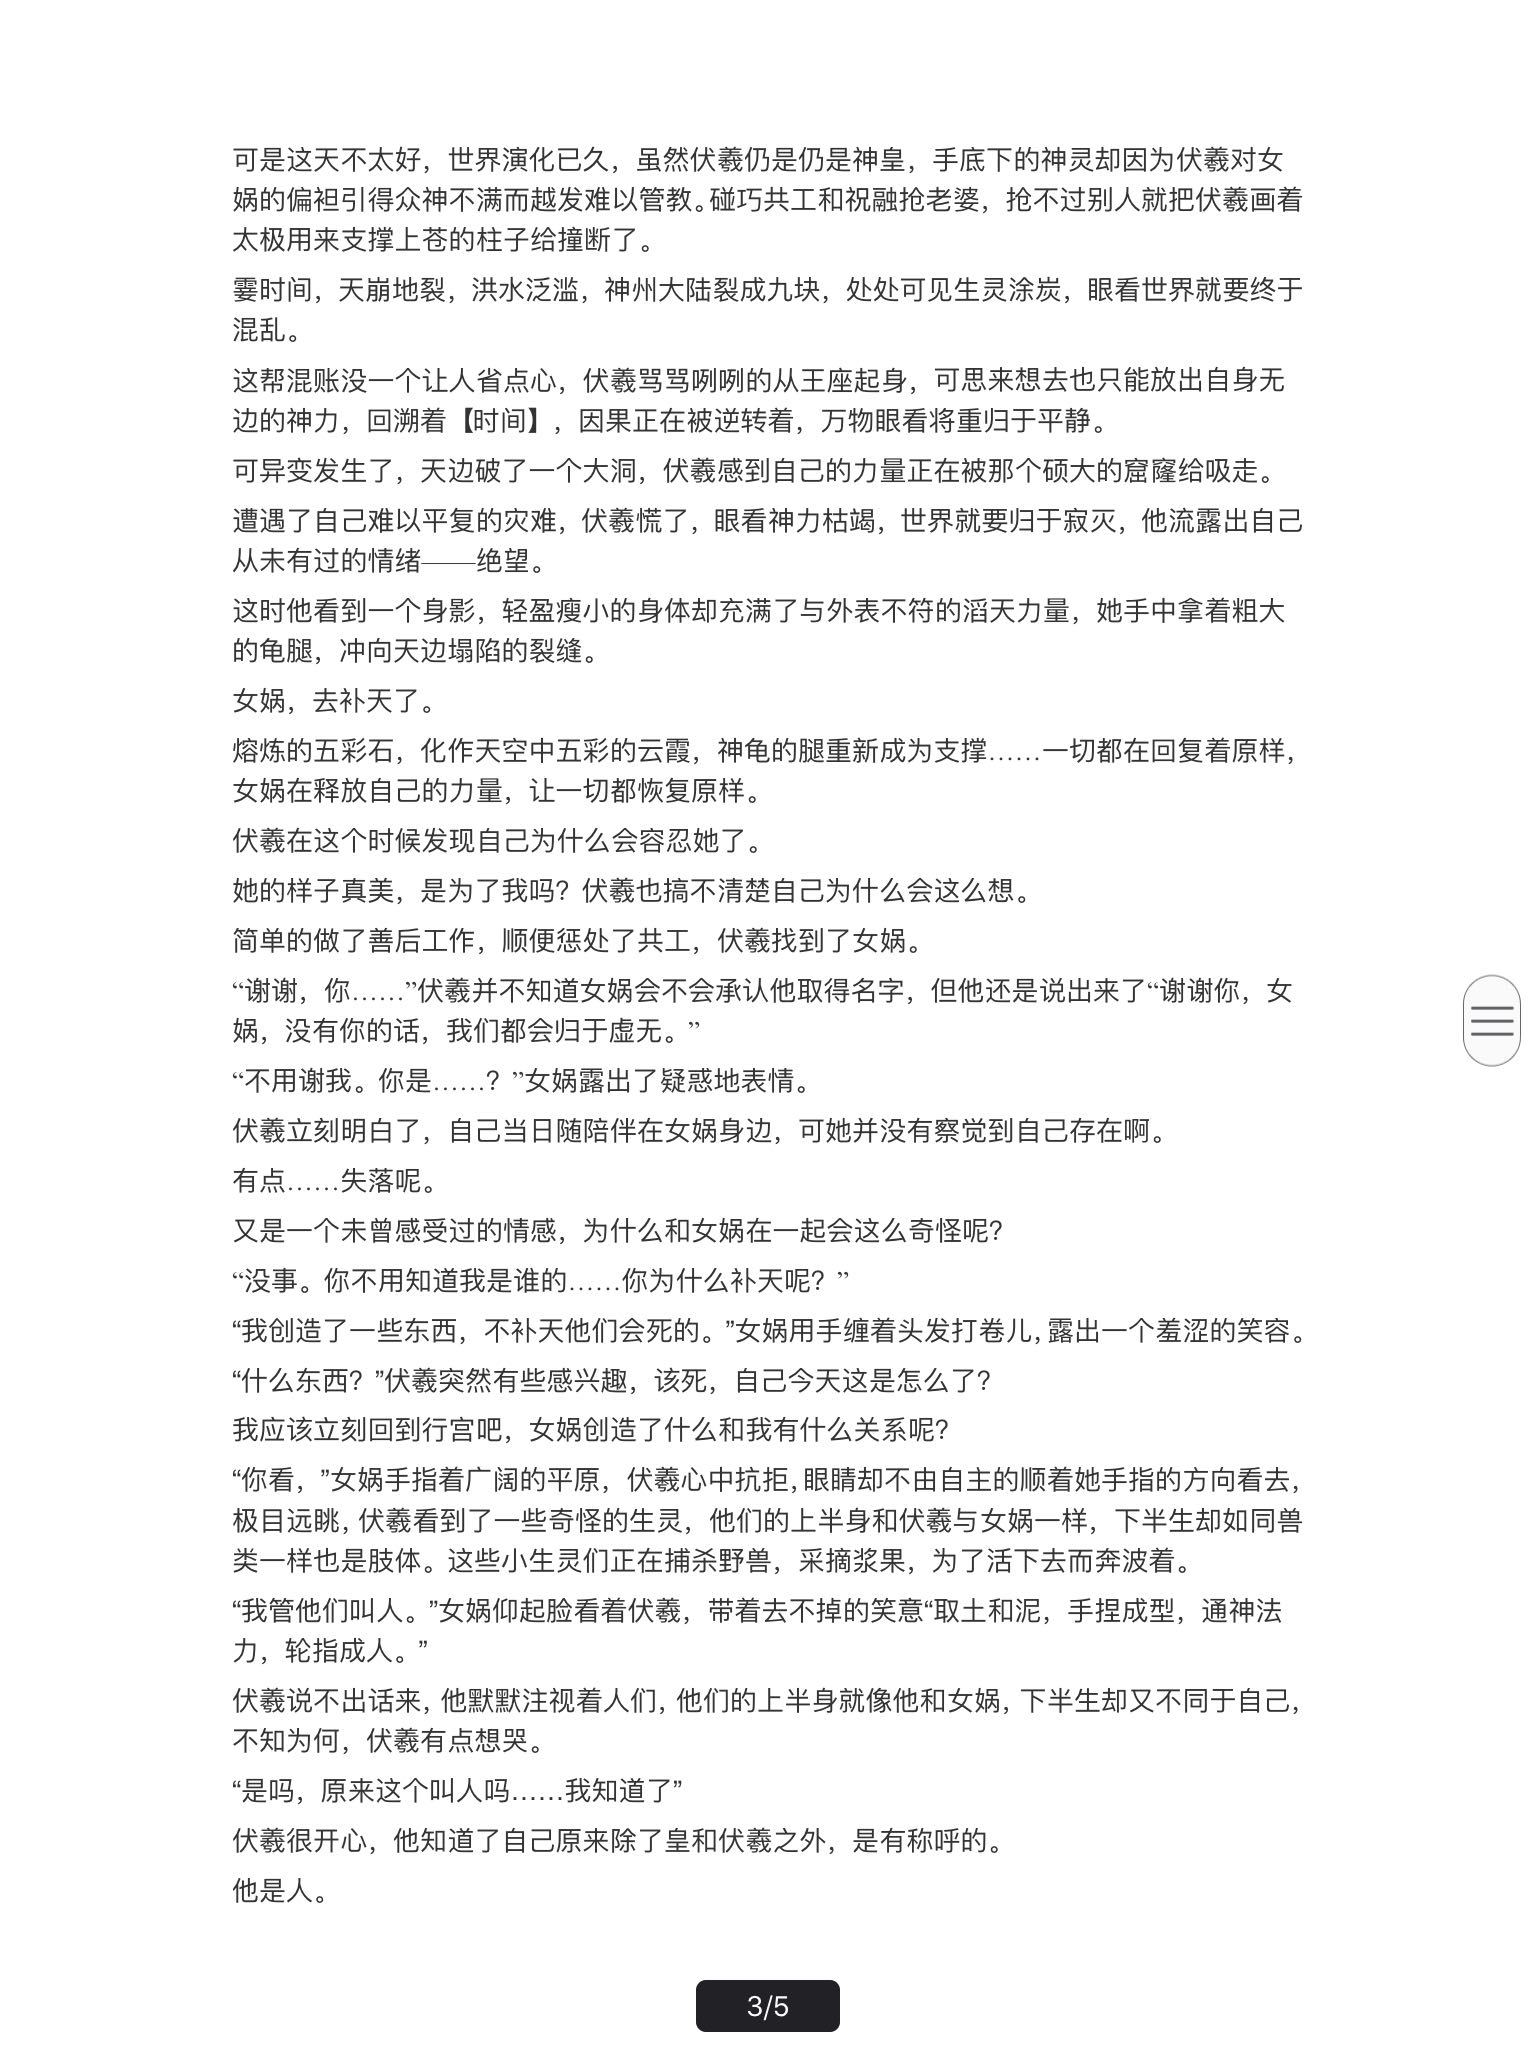 可是这天不太好，世界演化已久，虽然伏羲仍是仍是神皇，手底下的神灵却因为伏羲对女
娲的偏袒引得众神不满而越发难以管教。碰巧共工和祝融抢老婆，抢不过别人就把伏羲画着
太极用来支撑上苍的柱子给撞断了。
霎时间，天崩地裂，洪水泛滥，神州大陆裂成九块，处处可见生灵涂炭，眼看世界就要终于
混乱。
这帮混账没一个让人省点心，伏羲骂骂咧咧的从王座起身，可思来想去也只能放出自身无
边的神力，回溯着【时间】，因果正在被逆转着，万物眼看将重归于平静。
可异变发生了，天边破了一个大洞，伏羲感到自己的力量正在被那个硕大的窟窿给吸走。
遭遇了自己难以平复的灾难，伏羲慌了，眼看神力枯竭，世界就要归于寂灭，他流露出自己
从未有过的情绪——绝望。
这时他看到一个身影，轻盈瘦小的身体却充满了与外表不符的滔天力量，她手中拿着粗大
的龟腿，冲向天边塌陷的裂缝。
女娲，去补天了。
熔炼的五彩石，化作天空中五彩的云霞，神龟的腿重新成为支撑……一切都在回复着原样，
女娲在释放自己的力量，让一切都恢复原样。
伏羲在这个时候发现自己为什么会容忍她了。
她的样子真美，是为了我吗？伏羲也搞不清楚自己为什么会这么想。
简单的做了善后工作，顺便惩处了共工，伏羲找到了女娲。
“谢谢，你……”伏羲并不知道女娲会不会承认他取得名字，但他还是说出来了“谢谢你，女
娲，没有你的话，我们都会归于虚无。”
“不用谢我。你是……？”女娲露出了疑惑地表情。
伏羲立刻明白了，自己当日随陪伴在女娲身边，可她并没有察觉到自己存在啊。
有点……失落呢。
又是一个未曾感受过的情感，为什么和女娲在一起会这么奇怪呢？
“没事。你不用知道我是谁的……你为什么补天呢？”
“我创造了一些东西，不补天他们会死的。”女娲用手缠着头发打卷儿，露出一个羞涩的笑容。
“什么东西？”伏羲突然有些感兴趣，该死，自己今天这是怎么了？
我应该立刻回到行宫吧，女娲创造了什么和我有什么关系呢？
“你看，”女娲手指着广阔的平原，伏羲心中抗拒，眼睛却不由自主的顺着她手指的方向看去，
极目远眺，伏羲看到了一些奇怪的生灵，他们的上半身和伏羲与女娲一样，下半生却如同兽
类一样也是肢体。这些小生灵们正在捕杀野兽，采摘浆果，为了活下去而奔波着。
“我管他们叫人。”女娲仰起脸看着伏羲，带着去不掉的笑意“取土和泥，手捏成型，通神法
力，轮指成人。”
伏羲说不出话来，他默默注视着人们，他们的上半身就像他和女娲，下半生却又不同于自己，
不知为何，伏羲有点想哭。
“是吗，原来这个叫人吗……我知道了”
伏羲很开心，他知道了自己原来除了皇和伏羲之外，是有称呼的。
他是人。
3/5